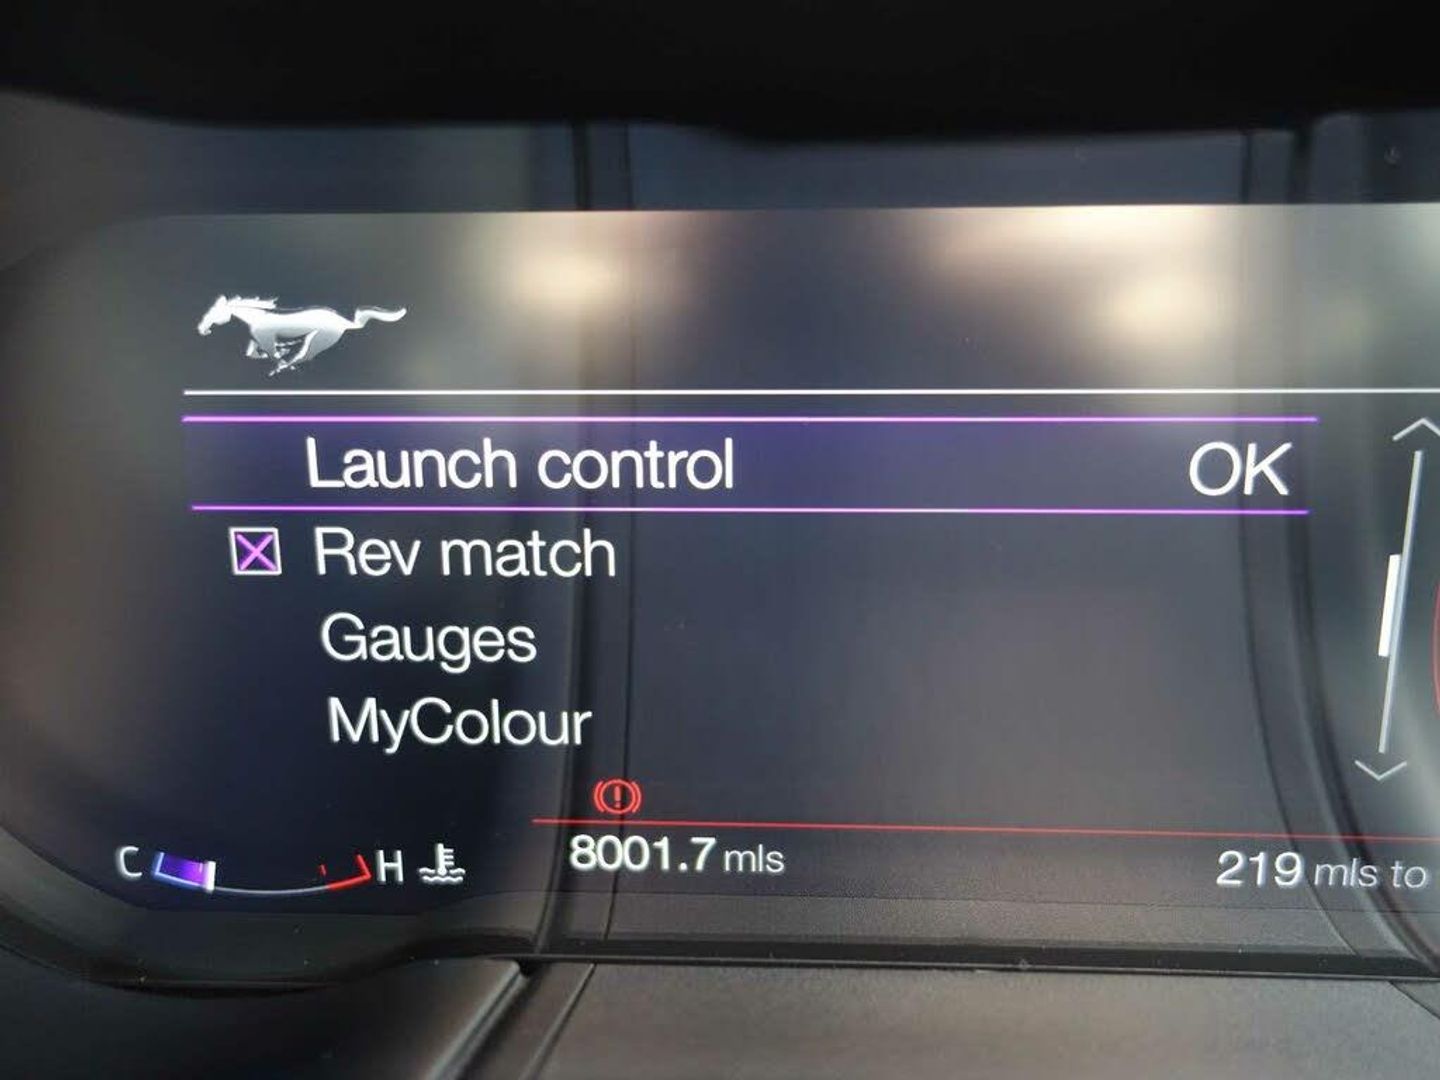 Launch control OK
Rev match
Gauges
MyColour
C H
8001.7 mls 219 mls to